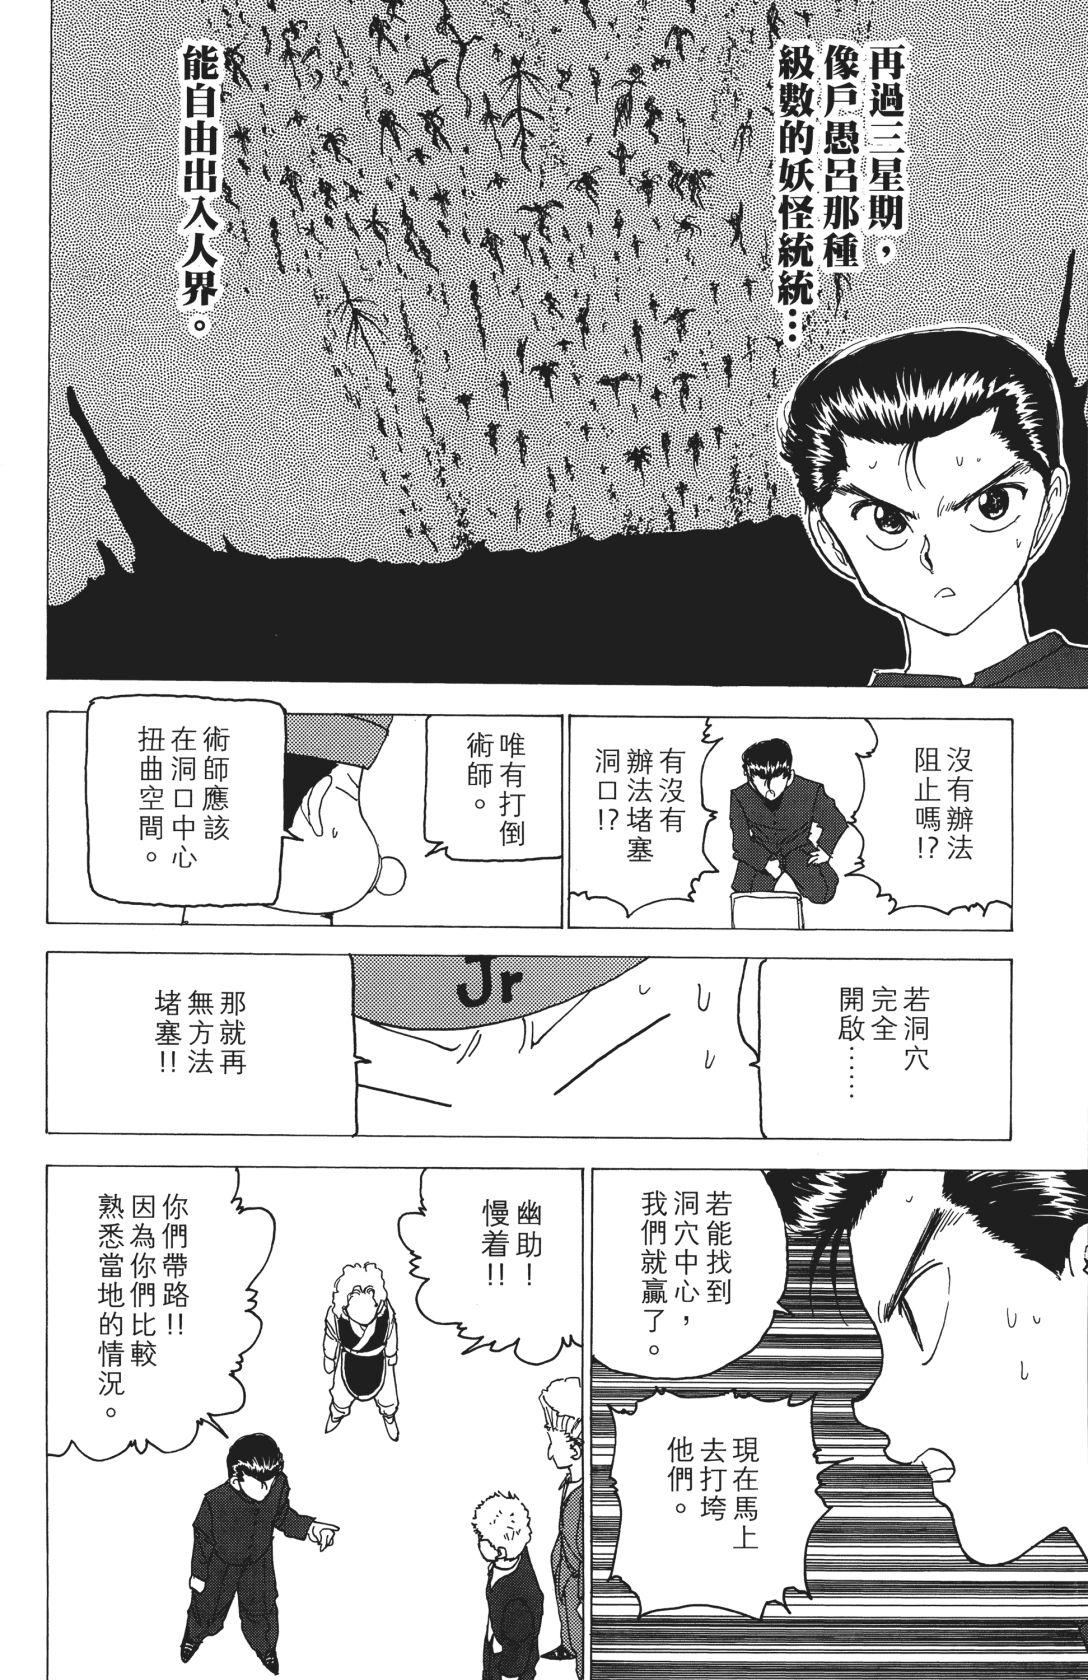 再過三星期，
像戶愚呂那種
級數的妖怪統統…
能自由出入人界。
沒有辦法
阻止嗎!?
有沒有
辦法堵塞
洞口!?
唯有打倒
術師。
術師應該
在洞口中心
扭曲空間。
若洞穴
完全
開啟……
Jr
那就再
無方法
堵塞!!
若能找到
洞穴中心，
我們就贏了。
現在馬上
去打垮
他們。
幽助！
慢着!!
你們帶路!!
因為你們比較
熟悉當地的情況。